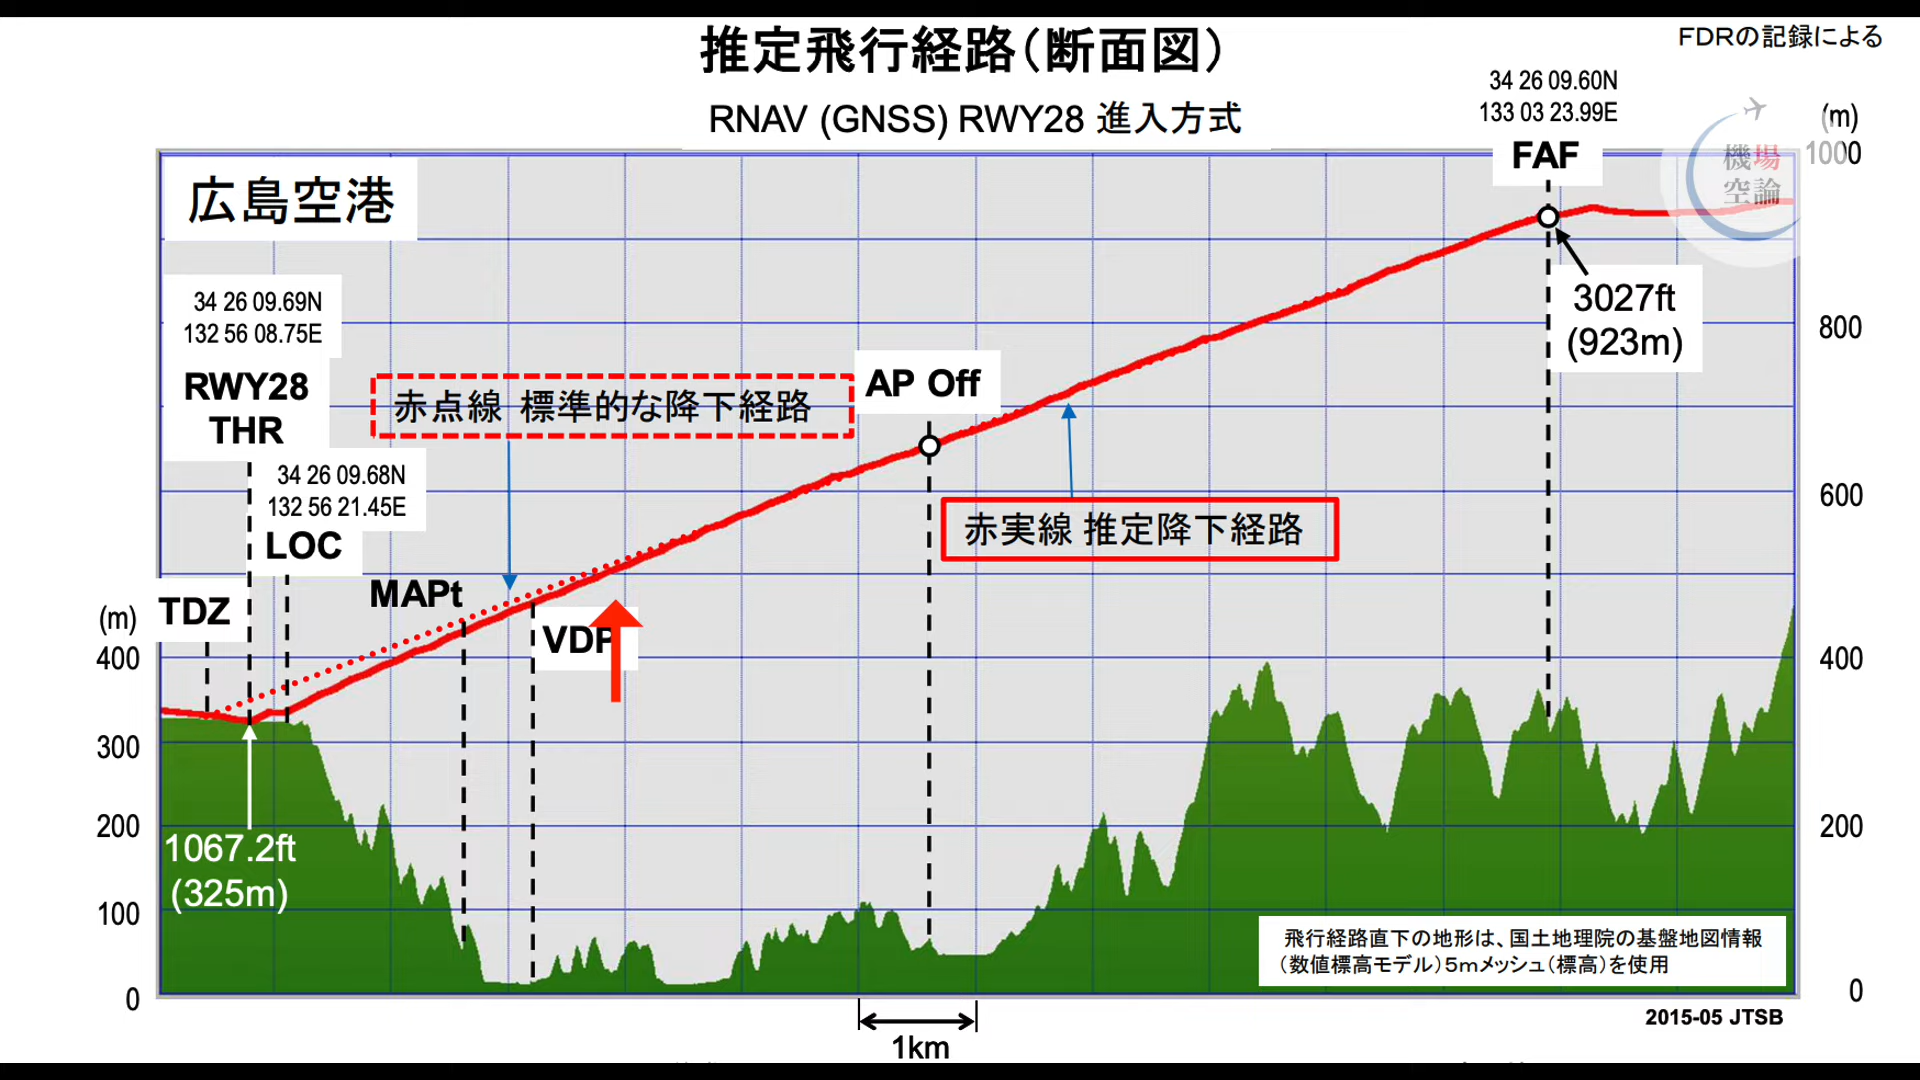 推定飛行経路（断面図）
FDRの記録による
RNAV (GNSS) RWY28 進入方式
34 26 09.60N
133 03 23.99E
FAF
(m)
1000
機場
空論
広島空港
3027ft
(923m)
800
34 26 09.69N
132 56 08.75E
RWY28
THR
赤点線 標準的な降下経路
AP Off
34 26 09.68N
132 56 21.45E
LOC
600
赤実線 推定降下経路
MAPt
(m)
TDZ
VDP
400
400
300
200
200
1067.2ft
(325m)
100
飛行経路直下の地形は、国土地理院の基盤地図情報
（数値標高モデル）5mメッシュ（標高）を使用
0
0
2015-05 JTSB
1km